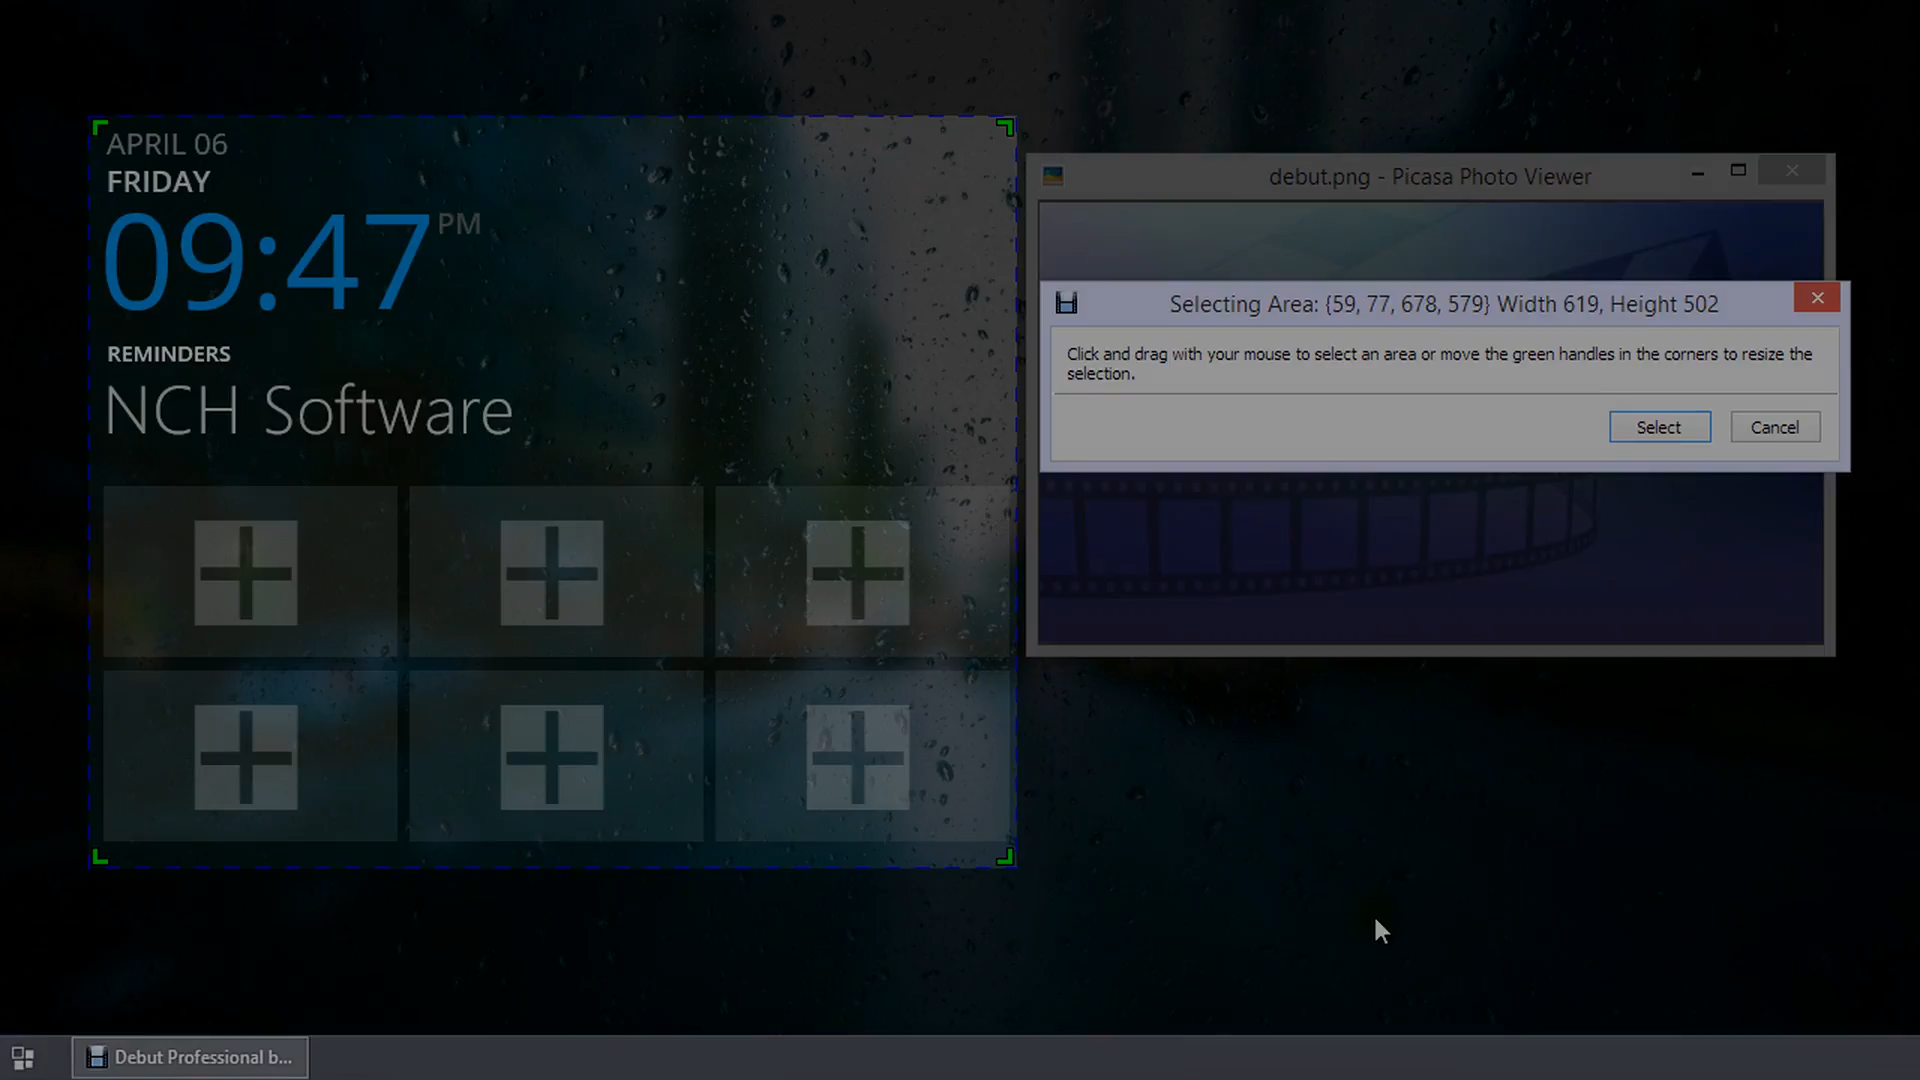 APRIL 06
FRIDAY
09:47 PM
REMINDERS
NCH Software
debut.png - Picasa Photo Viewer
Selecting Area: {59, 77, 678, 579} Width 619, Height 502
Click and drag with your mouse to select an area or move the green handles in the corners to resize the
selection.
Select
Cancel
Debut Professional b...